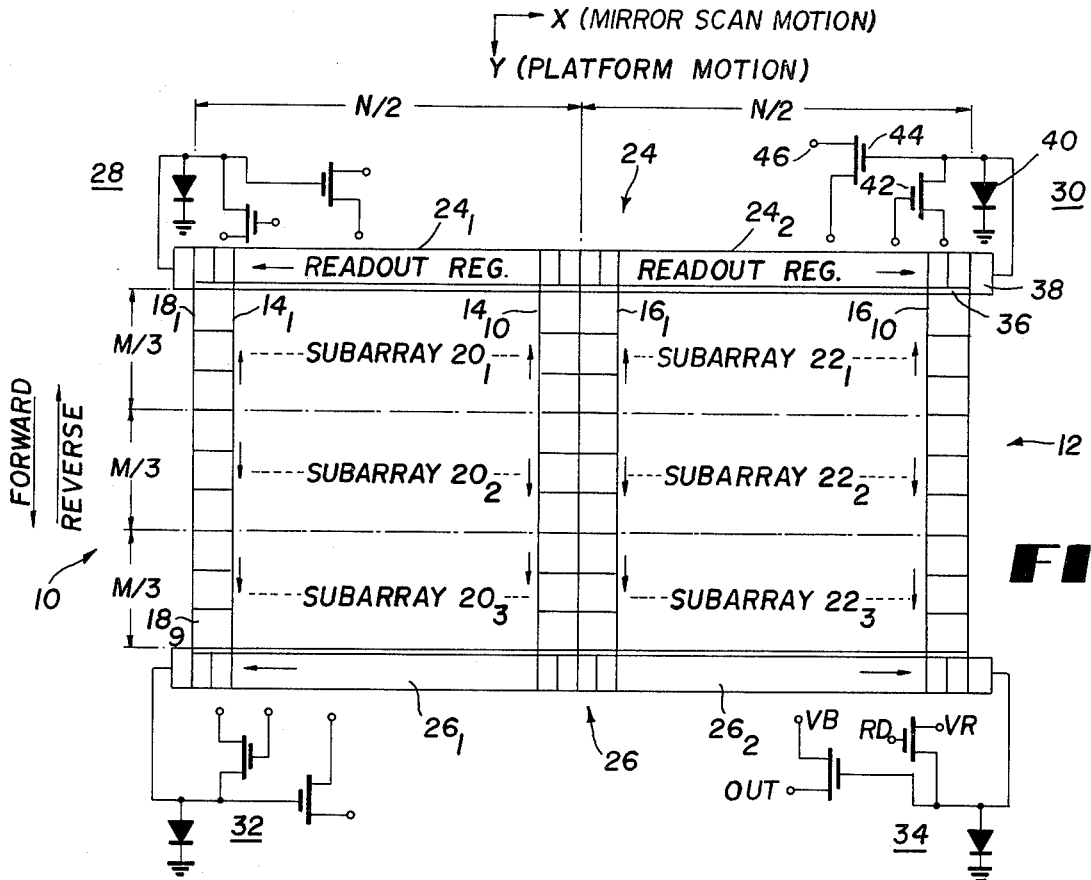 X (MIRROR SCAN MOTION)
Y (PLATFORM MOTION)
N/2 N/2
28 46 44 24 42 40 30
24₁ 24₂
READOUT REG. READOUT REG.
38
36
18₁ 14₁ 14₁₀ 16₁ 16₁₀
M/3 SUBARRAY 20₁ SUBARRAY 22₁
FORWARD
REVERSE
12
M/3 SUBARRAY 20₂ SUBARRAY 22₂
10
M/3 SUBARRAY 20₃ SUBARRAY 22₃
FI
18₉
26₁ 26 26₂
VB RD VR
OUT
32 34